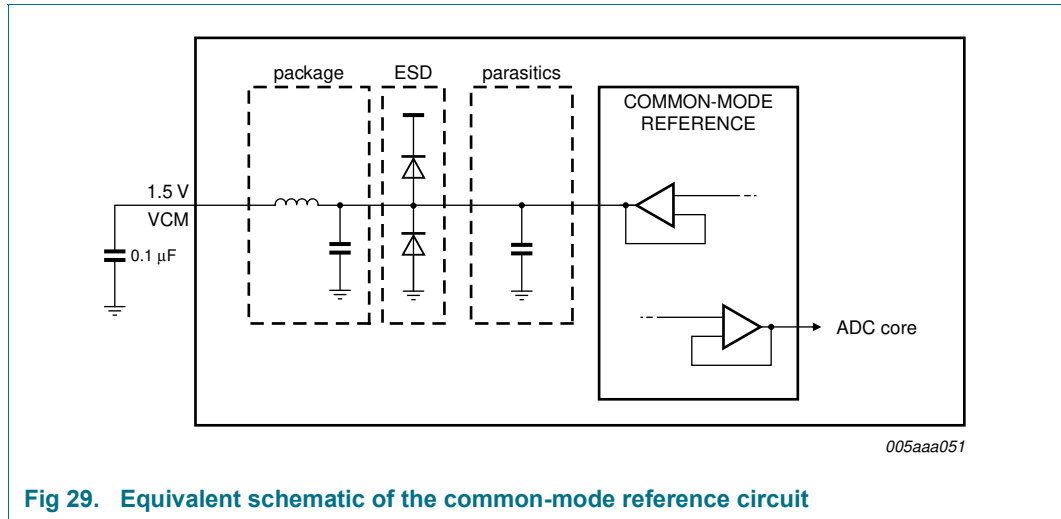 package
ESD
parasitics
COMMON-MODE
REFERENCE
1.5 V
VCM
0.1 μF
ADC core
005aaa051
Fig 29. Equivalent schematic of the common-mode reference circuit